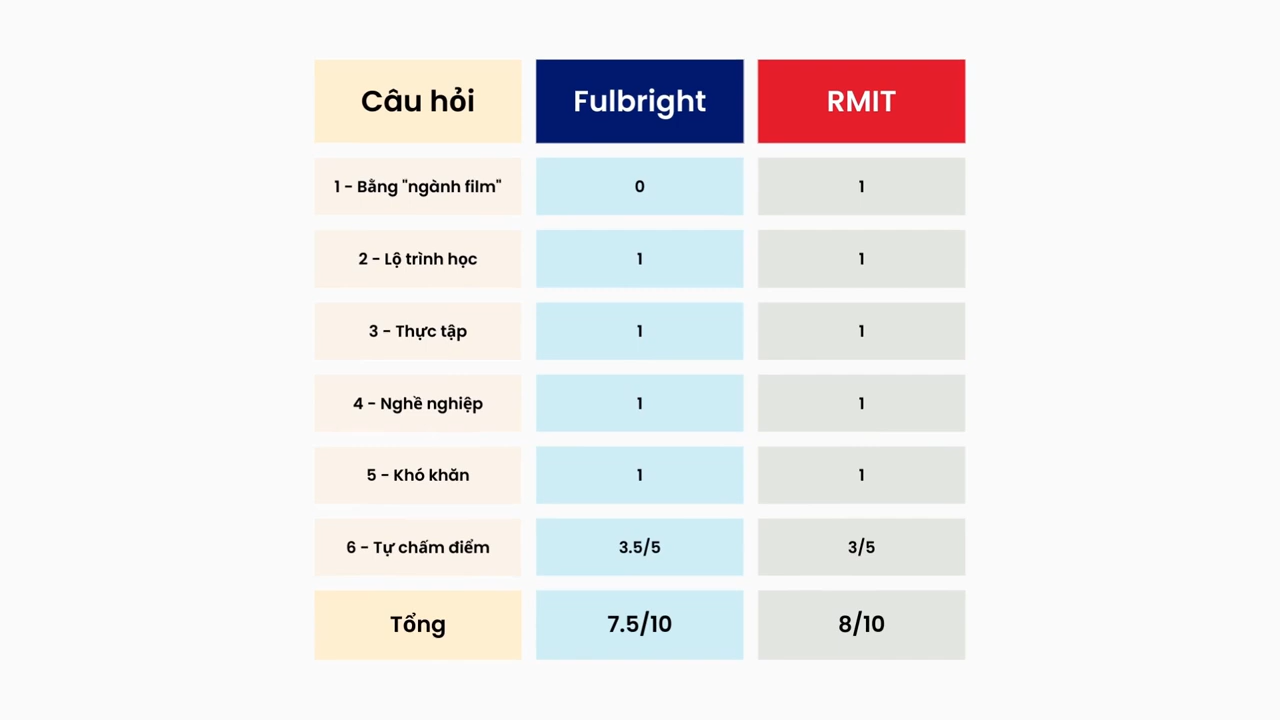 Câu hỏi Fulbright RMIT
1 - Bằng "ngành film" 0 1
2 - Lộ trình học 1 1
3 - Thực tập 1 1
4 - Nghề nghiệp 1 1
5 - Khó khăn 1 1
6 - Tự chấm điểm 3.5/5 3/5
Tổng 7.5/10 8/10